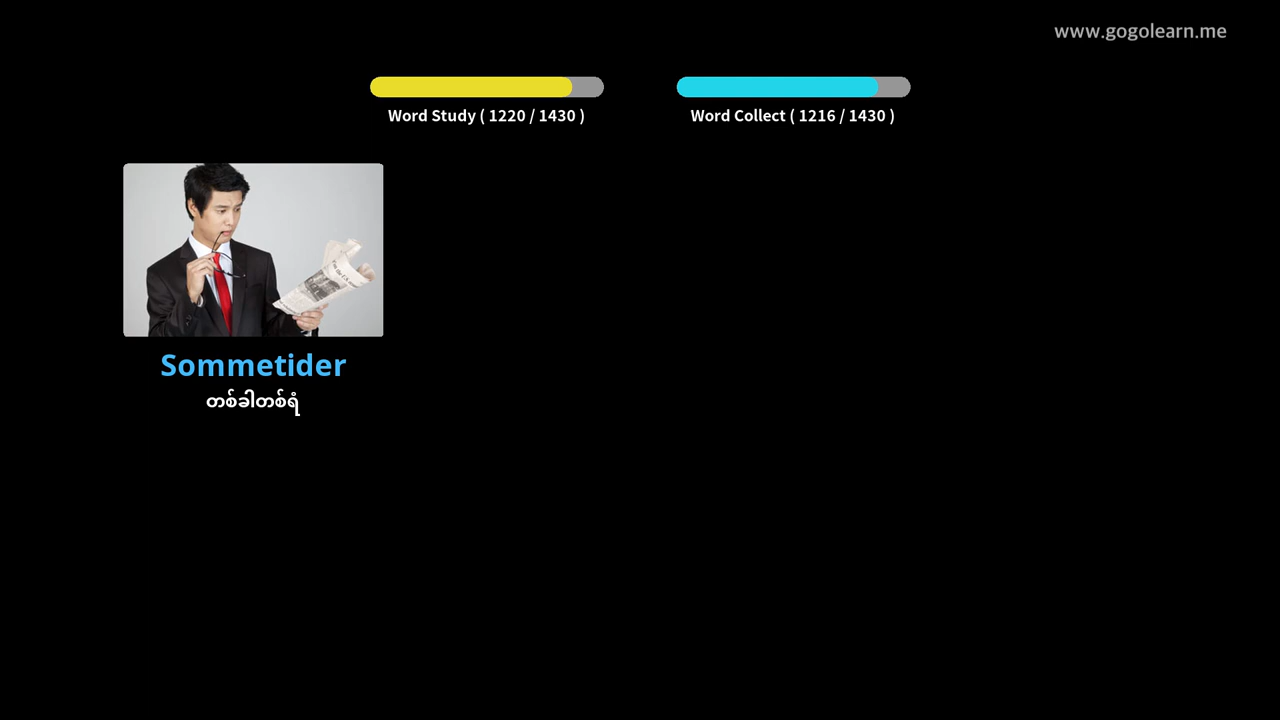 www.gogolearn.me
Word Study ( 1220 / 1430 )
Word Collect ( 1216 / 1430 )
Sommetider
တစ်ခါတစ်ရံ